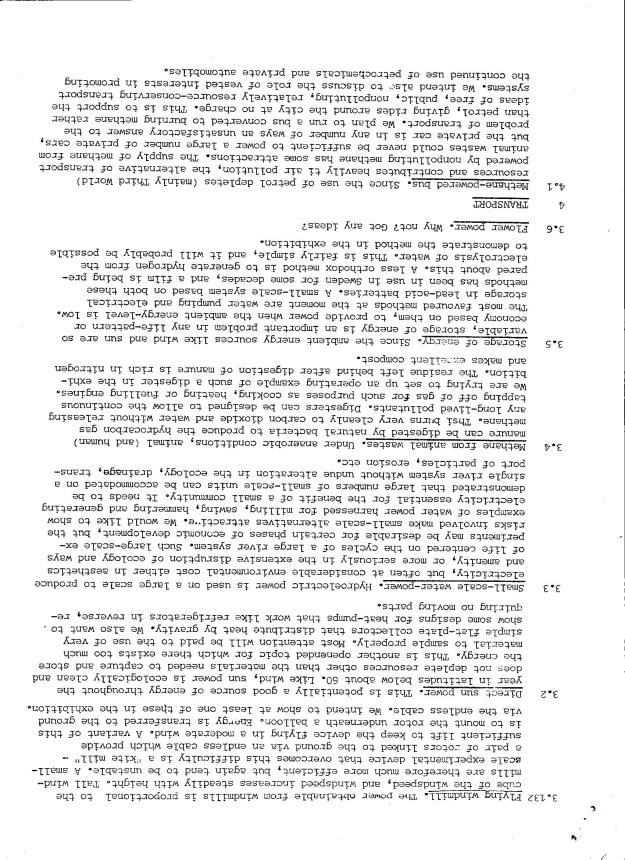 3.132 Flying windmill. The power obtainable from windmills is proportional to the
cube of the windspeed, and windspeed increases steadily with height. Tall wind-
mills are therefore much more efficient, but again tend to be unstable. A small-
scale experimental device that overcomes this difficulty is a "kite mill" -
a pair of rotors linked to the ground via an endless cable which provide
sufficient lift to keep the device flying in a moderate wind. A variant of this
is to mount the rotor underneath a balloon. Energy is transferred to the ground
via the endless cable. We intend to show at least one of these in the exhibition.
3.2 Direct sun power. This is potentially a good source of energy throughout the
year in latitudes below about 60. Like wind, sun power is ecologically clean and
does not deplete resources other than the materials needed to capture and store
the energy. This is another openended topic for which there exists too much
material to sample properly. Most attention will be paid to the use of very
simple flat-plate collectors that distribute heat by gravity. We also want to
show some designs for heat-pumps that work like refrigerators in reverse, re-
quiring no moving parts.
3.3 Small-scale water-power. Hydroelectric power is used on a large scale to produce
electricity, but often at considerable environmental cost either in aesthetics
and amenity, or more seriously in the extensive disruption of ecology and ways
of life centered on the cycles of a large river system. Such large-scale ex-
periments may be desirable for certain phases of economic development, but the
risks involved make small-scale alternatives attractive. We would like to show
examples of water power harnessed for milling, sawing, hammering and generating
electricity essential for the benefit of a small community. It needs to be
demonstrated that large numbers of small-scale units can be accommodated on a
single river system without undue alteration in the ecology, drainage, trans-
port of particles, erosion etc.
3.4 Methane from animal wastes. Under anaerobic conditions, animal (and human)
manure can be digested by natural bacteria to produce the hydrocarbon gas
methane. Thsi burns very cleanly to carbon dioxide and water without releasing
any long-lived pollutants. Digesters can be designed to allow the continuous
tapping off of gas for such purposes as cooking, heating or fuelling engines.
We are trying to set up an operating example of such a digester in the exhi-
bition. The residue left behind after digestion of manure is rich in nitrogen
and makes excellent compost.
3.5 Storage of energy. Since the ambient energy sources like wind and sun are so
variable, storage of energy is an important problem in any life-pattern or
economy based on them, to provide power when the ambient energy-level is low.
The most favoured methods at the moment are water pumping and electrical
storage in lead-acid batteries. A small-scale system based on both these
methods has been in use in Sweden for some decades, and a film is being pre-
pared about this. A less orthodox method is to generate hydrogen from the
electrolysis of water. This is fairly simple, and it will probably be possible
to demonstrate the method in the exhibition.
3.6 Flower power. Why not? Got any ideas?
4 TRANSPORT
4.1 Methane-powered bus. Since the use of petrol depletes (mainly Third World)
resources and contributes heavily ti air pollution, the alternative of transport
powered by nonpolluting methane has some attractions. The supply of methane from
animal wastes could never be sufficient to power a large number of private cars,
but the private car is in any number of ways an unsatisfactory answer to the
problem of transport. We plan to run a bus converted to burning methane rather
than petrol, giving rides around the city at no charge. This is to support the
ideas of free, public, nonpolluting, relatively resource-conserving transport
systems. We intend also to discuss the role of vested interests in promoting
the continued use of petrochemicals and private automobiles.